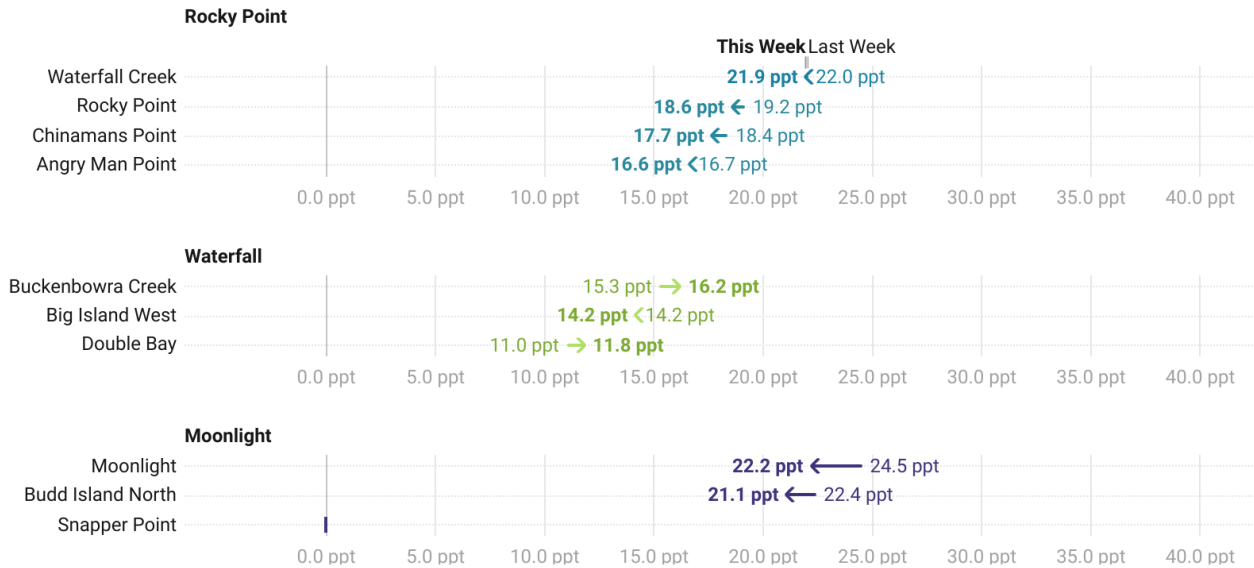 Rocky Point
This Week Last Week
Waterfall Creek 21.9 ppt 22.0 ppt
Rocky Point 18.6 ppt 19.2 ppt
Chinamans Point 17.7 ppt 18.4 ppt
Angry Man Point 16.6 ppt 16.7 ppt
0.0 ppt 5.0 ppt 10.0 ppt 15.0 ppt 20.0 ppt 25.0 ppt 30.0 ppt 35.0 ppt 40.0 ppt
Waterfall
Buckenbowra Creek 15.3 ppt 16.2 ppt
Big Island West 14.2 ppt 14.2 ppt
Double Bay 11.0 ppt 11.8 ppt
0.0 ppt 5.0 ppt 10.0 ppt 15.0 ppt 20.0 ppt 25.0 ppt 30.0 ppt 35.0 ppt 40.0 ppt
Moonlight
Moonlight 22.2 ppt 24.5 ppt
Budd Island North 21.1 ppt 22.4 ppt
Snapper Point
0.0 ppt 5.0 ppt 10.0 ppt 15.0 ppt 20.0 ppt 25.0 ppt 30.0 ppt 35.0 ppt 40.0 ppt